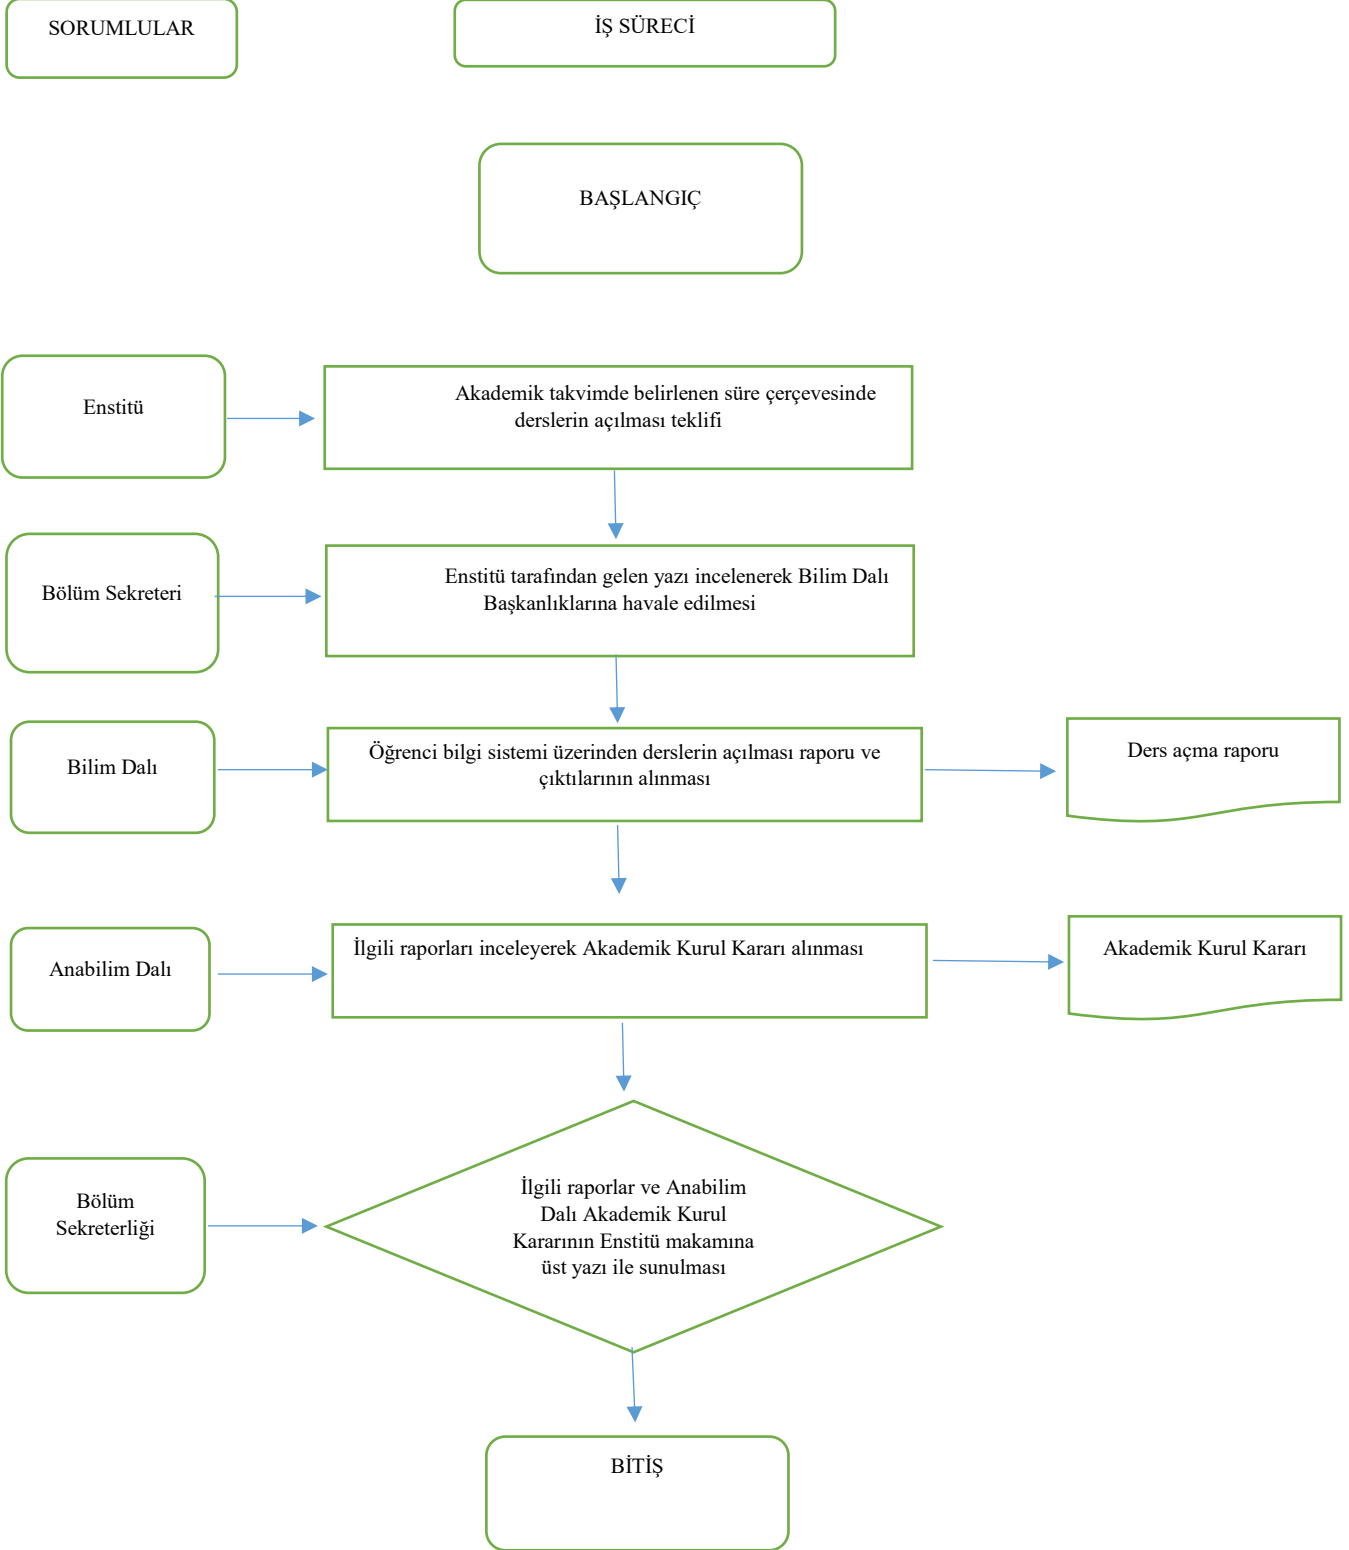 SORUMLULAR
İŞ SÜRECİ
BAŞLANGIÇ
Enstitü
Akademik takvimde belirlenen süre çerçevesinde
derslerin açılması teklifi
Bölüm Sekreteri
Enstitü tarafından gelen yazı incelenerek Bilim Dalı
Başkanlıklarına havale edilmesi
Bilim Dalı
Öğrenci bilgi sistemi üzerinden derslerin açılması raporu ve
çıktılarının alınması
Ders açma raporu
Anabilim Dalı
İlgili raporları inceleyerek Akademik Kurul Kararı alınması
Akademik Kurul Kararı
Bölüm
Sekreterliği
İlgili raporlar ve Anabilim
Dalı Akademik Kurul
Kararının Enstitü makamına
üst yazı ile sunulması
BİTİŞ